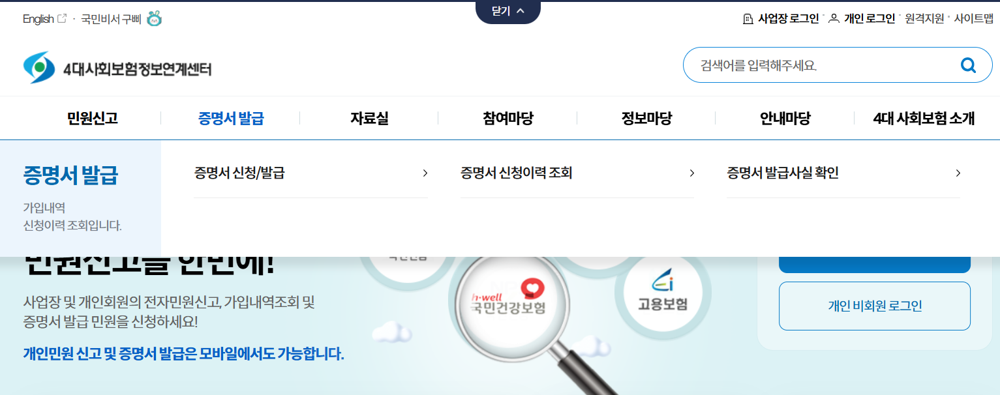 English · 국민비서 구삐
닫기
사업장 로그인 개인 로그인 원격지원 사이트맵
4대사회보험정보연계센터
검색어를 입력해주세요.
민원신고 증명서 발급 자료실 참여마당 정보마당 안내마당 4대 사회보험 소개
증명서 발급
가입내역
신청이력 조회입니다.
증명서 신청/발급 증명서 신청이력 조회 증명서 발급사실 확인
민원신고를 한번에!
사업장 및 개인회원의 전자민원신고, 가입내역조회 및
증명서 발급 민원을 신청하세요!
개인민원 신고 및 증명서 발급은 모바일에서도 가능합니다.
h·well
국민건강보험
고용보험
개인 비회원 로그인